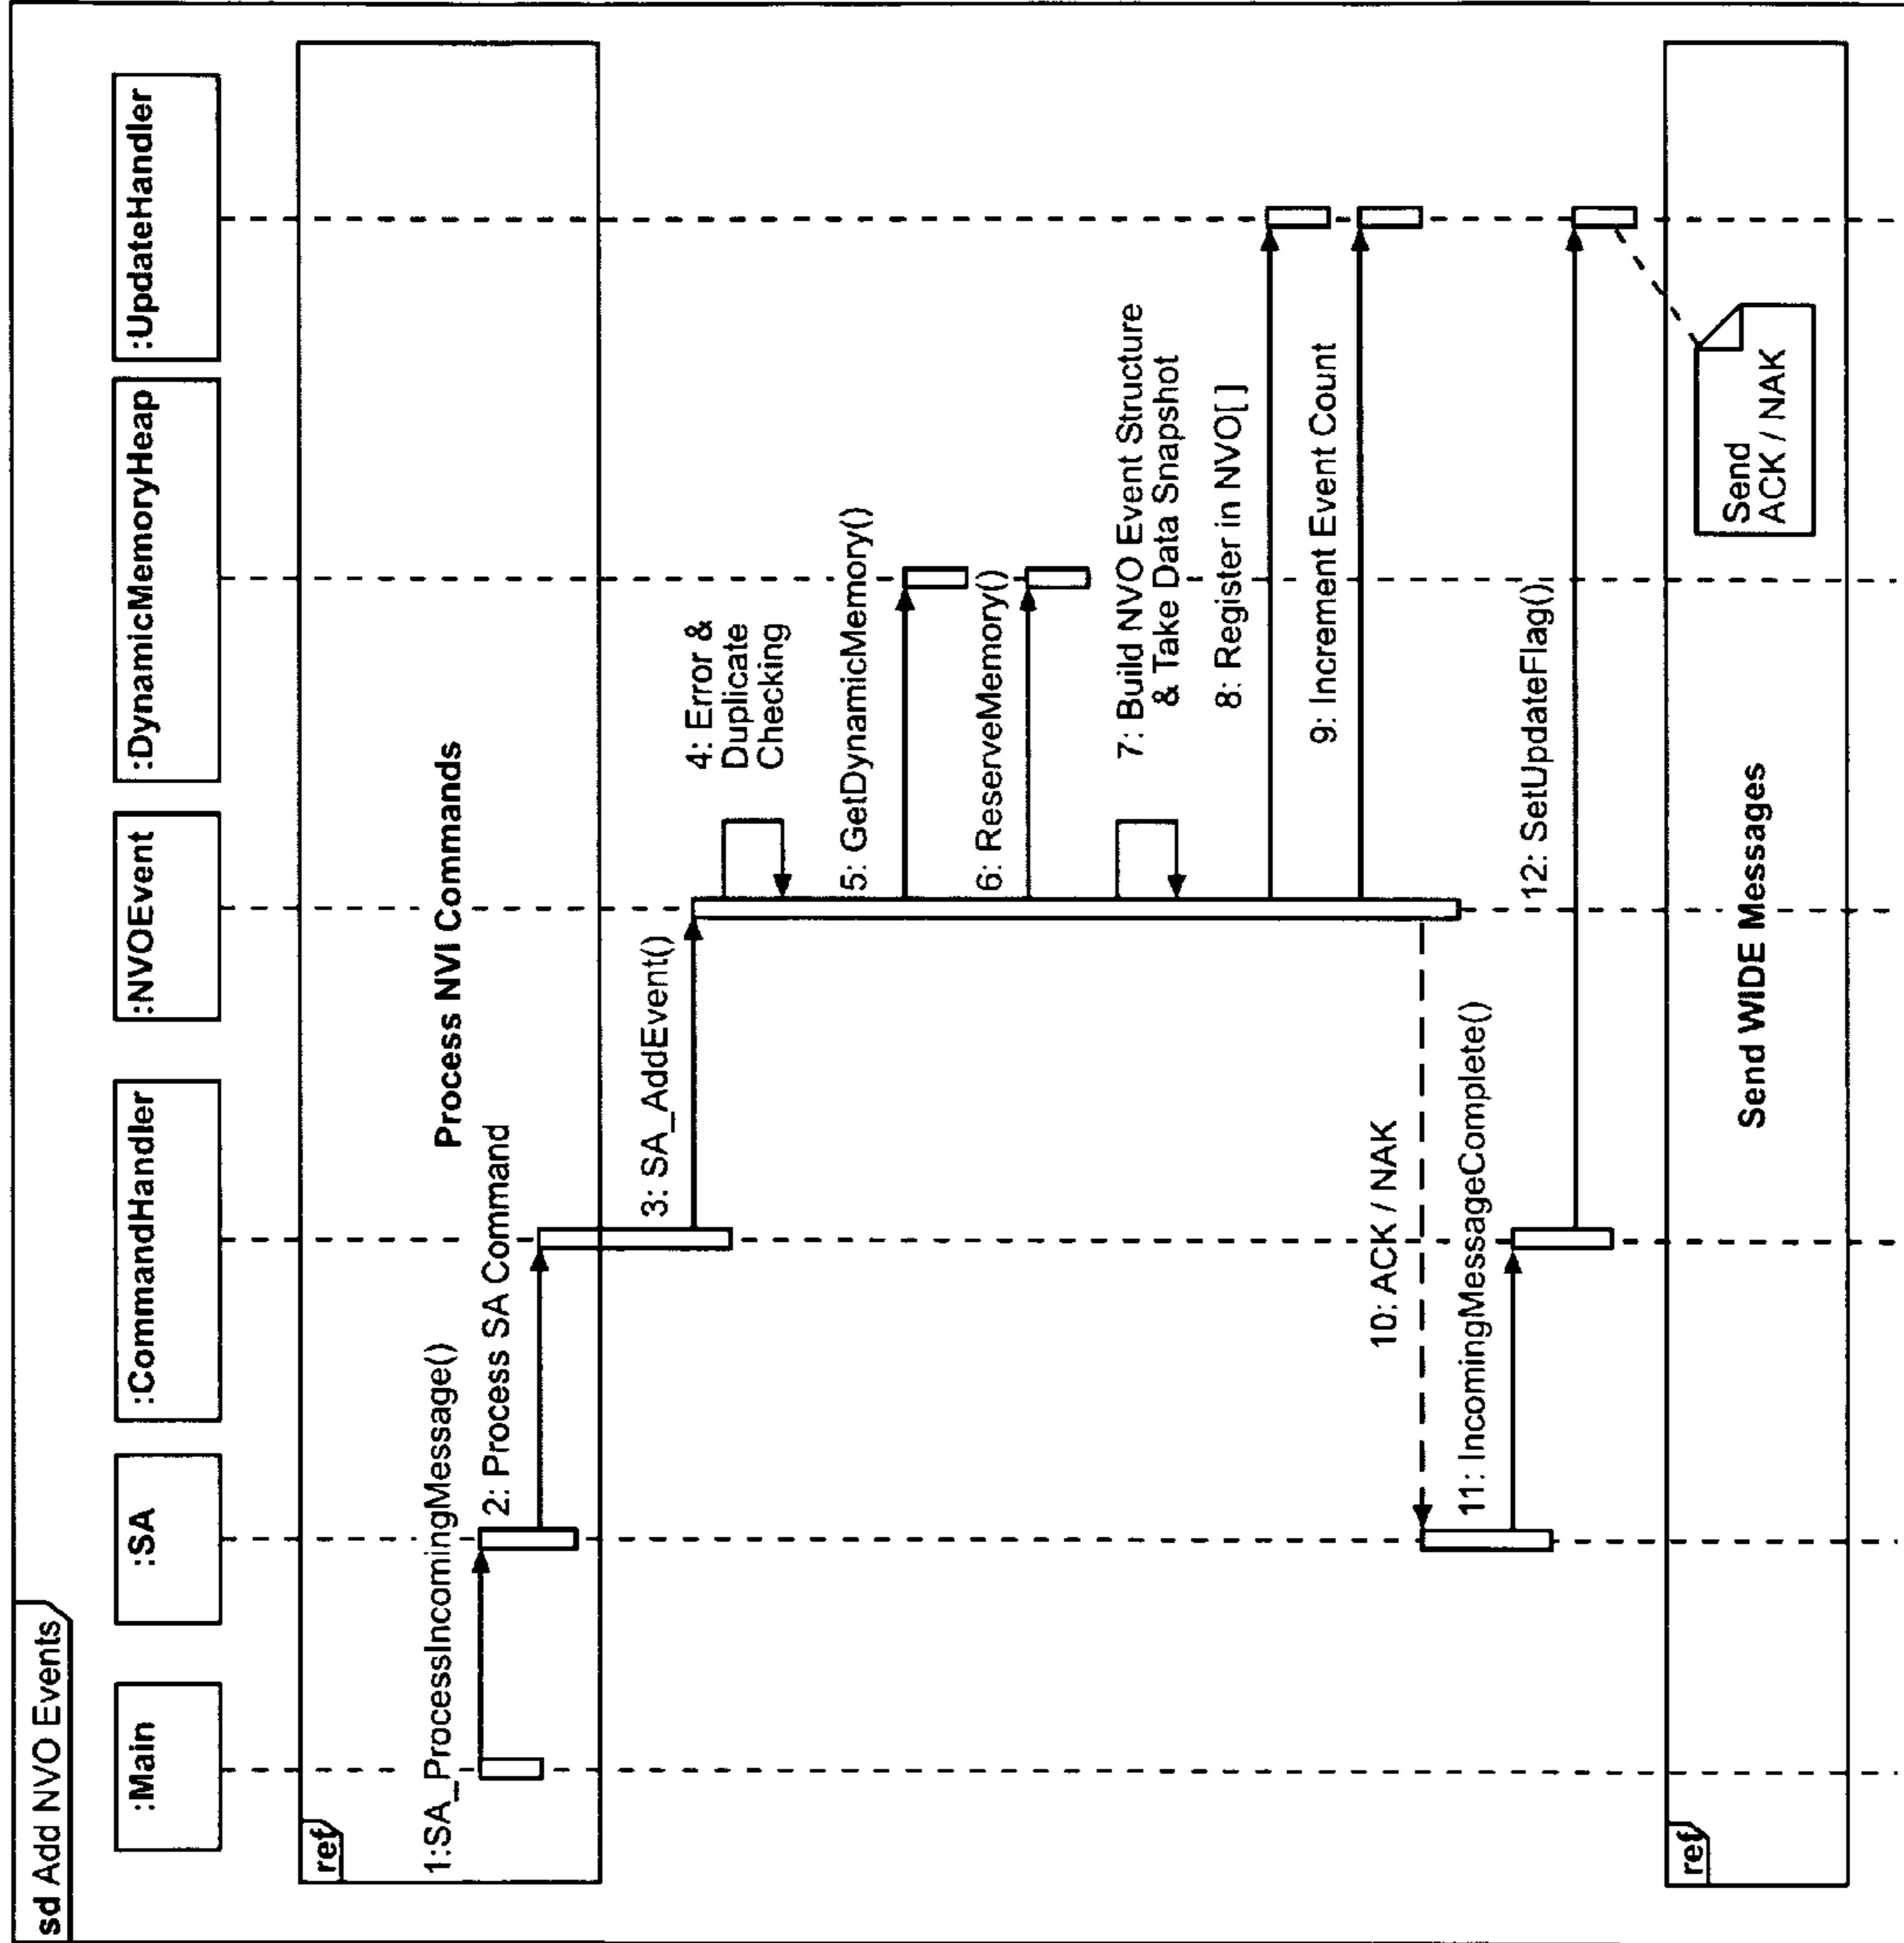 sd Add NVO Events
:Main
:SA
:CommandHandler
:NVOEvent
:DynamicMemoryHeap
:UpdateHandler
ref
Process NVI Commands
1:SA_ProcessIncomingMessage()
2: Process SA Command
3: SA_AddEvent()
4: Error &
Duplicate
Checking
5: GetDynamicMemory()
6: ReserveMemory()
7: Build NVO Event Structure
& Take Data Snapshot
8: Register in NVO[ ]
9: Increment Event Count
10: ACK / NAK
11: IncomingMessageComplete()
12: SetUpdateFlag()
ref
Send WIDE Messages
Send
ACK / NAK